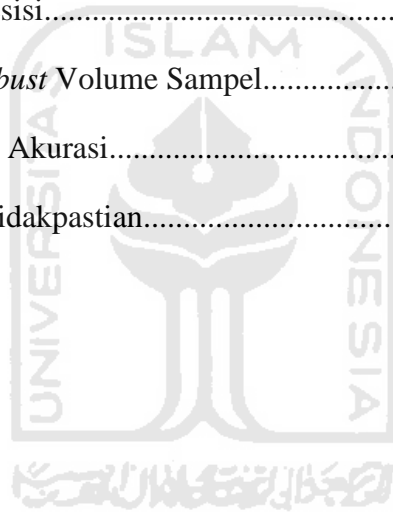 sisi........................................
bust Volume Sampel.................
Akurasi.....................................
idakpastian.............................
ISLAM
UNIVERSITAS
INDONESIA